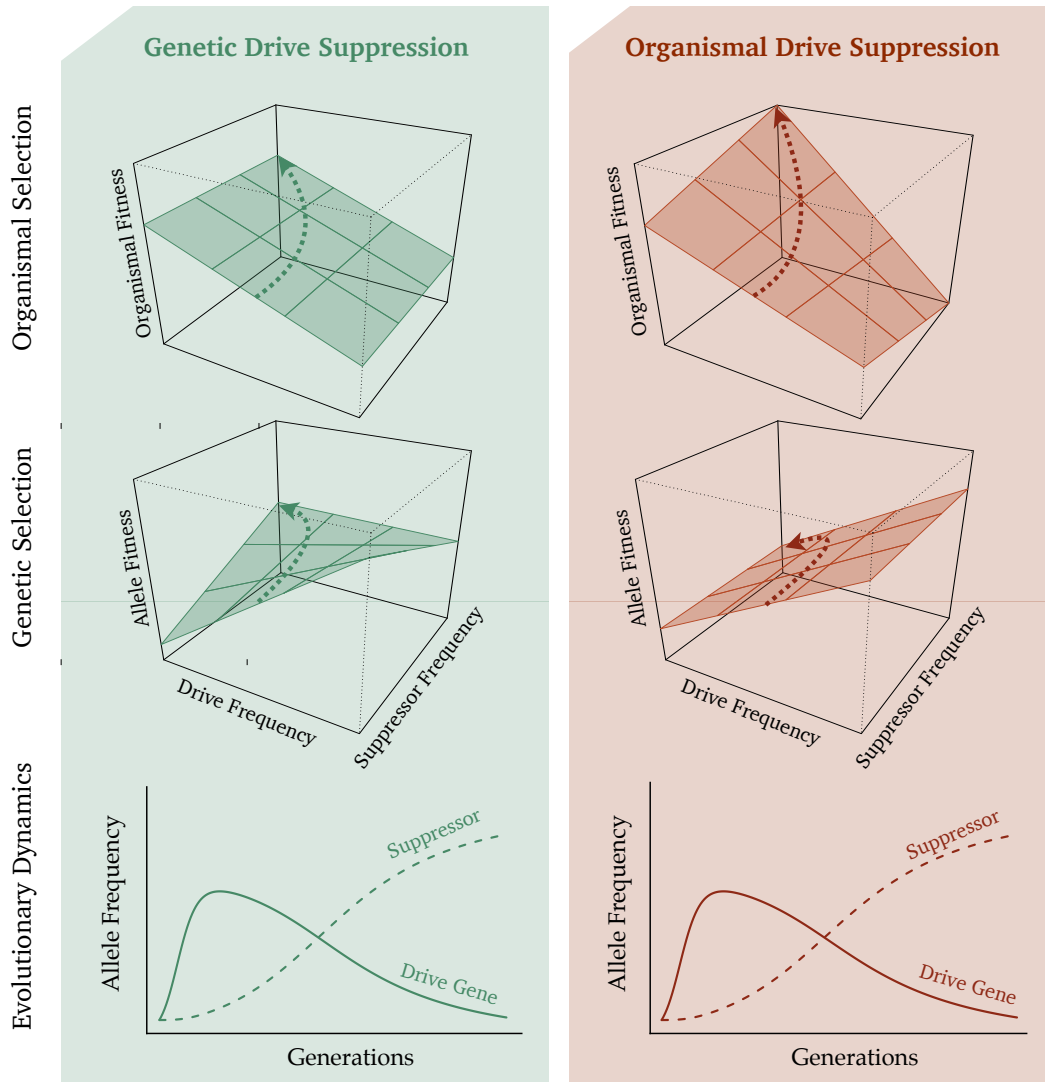 Genetic Drive Suppression
Organismal Drive Suppression
Organismal Selection
Organismal Fitness
Organismal Fitness
Genetic Selection
Allele Fitness
Drive Frequency
Suppressor Frequency
Allele Fitness
Drive Frequency
Suppressor Frequency
Evolutionary Dynamics
Allele Frequency
Suppressor
Drive Gene
Generations
Allele Frequency
Suppressor
Drive Gene
Generations